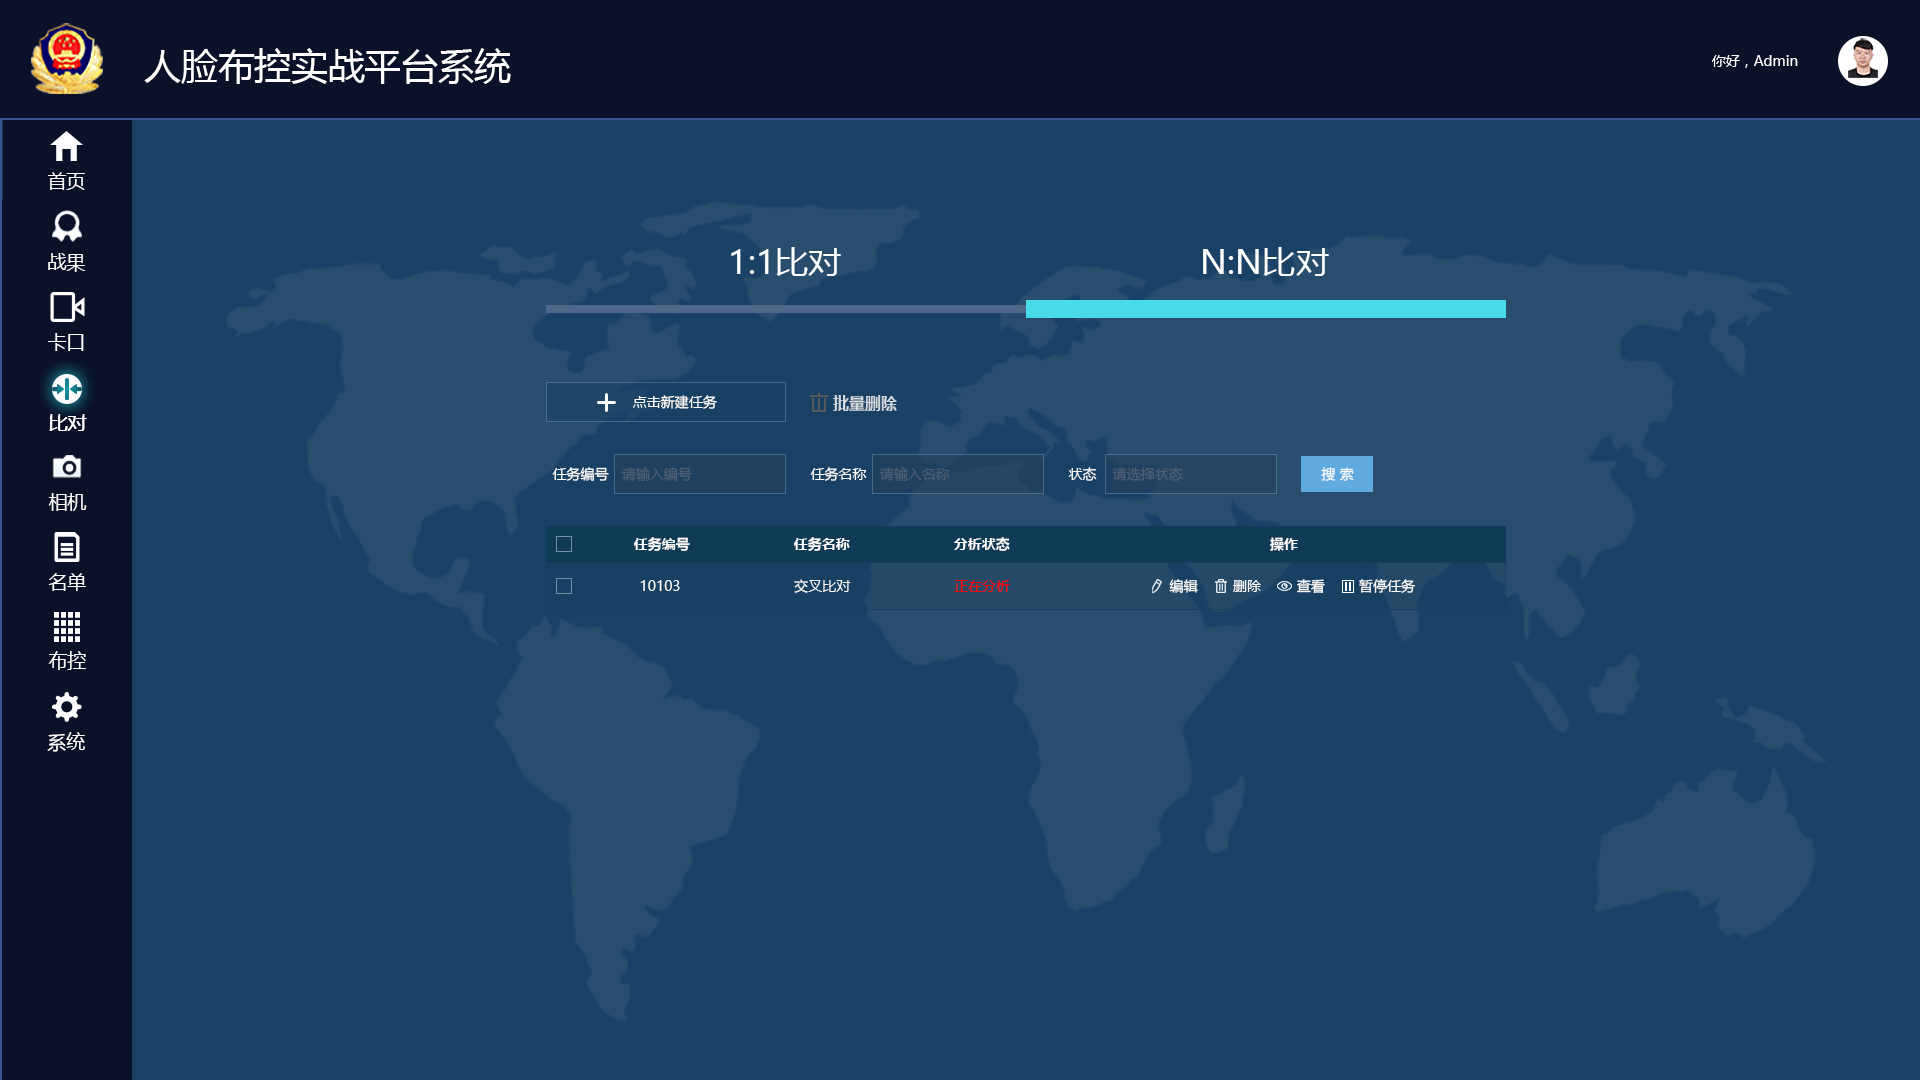 人脸布控实战平台系统
你好，Admin
首页
战果
卡口
比对
相机
名单
布控
系统
1:1比对
N:N比对
点击新建任务
批量删除
任务编号 请输入编号 任务名称 请输入名称 状态 请选择状态 搜 索
任务编号 任务名称 分析状态 操作
10103 交叉比对 正在分析 编辑 删除 查看 暂停任务